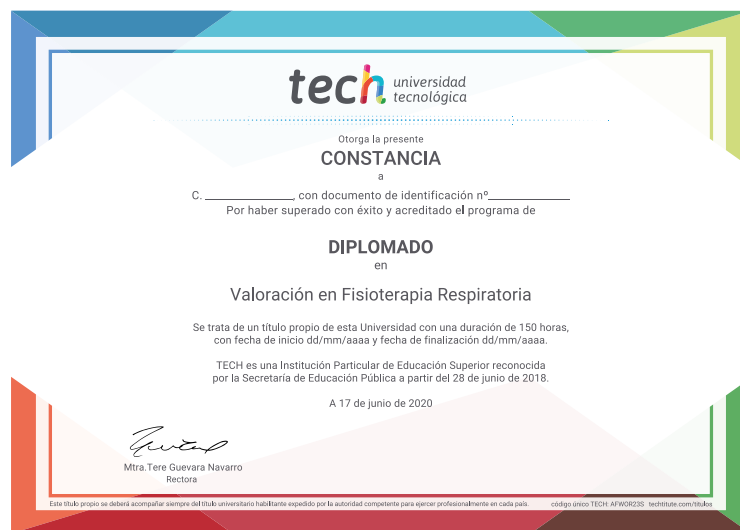 tech universidad
tecnológica
Otorga la presente
CONSTANCIA
a
C. ______________, con documento de identificación nº______________
Por haber superado con éxito y acreditado el programa de
DIPLOMADO
en
Valoración en Fisioterapia Respiratoria
Se trata de un título propio de esta Universidad con una duración de 150 horas,
con fecha de inicio dd/mm/aaaa y fecha de finalización dd/mm/aaaa.
TECH es una Institución Particular de Educación Superior reconocida
por la Secretaría de Educación Pública a partir del 28 de junio de 2018.
A 17 de junio de 2020
Mtra.Tere Guevara Navarro
Rectora
Este título propio se deberá acompañar siempre del título universitario habilitante expedido por la autoridad competente para ejercer profesionalmente en cada país. código único TECH: AFWOR23S techtitute.com/titulos